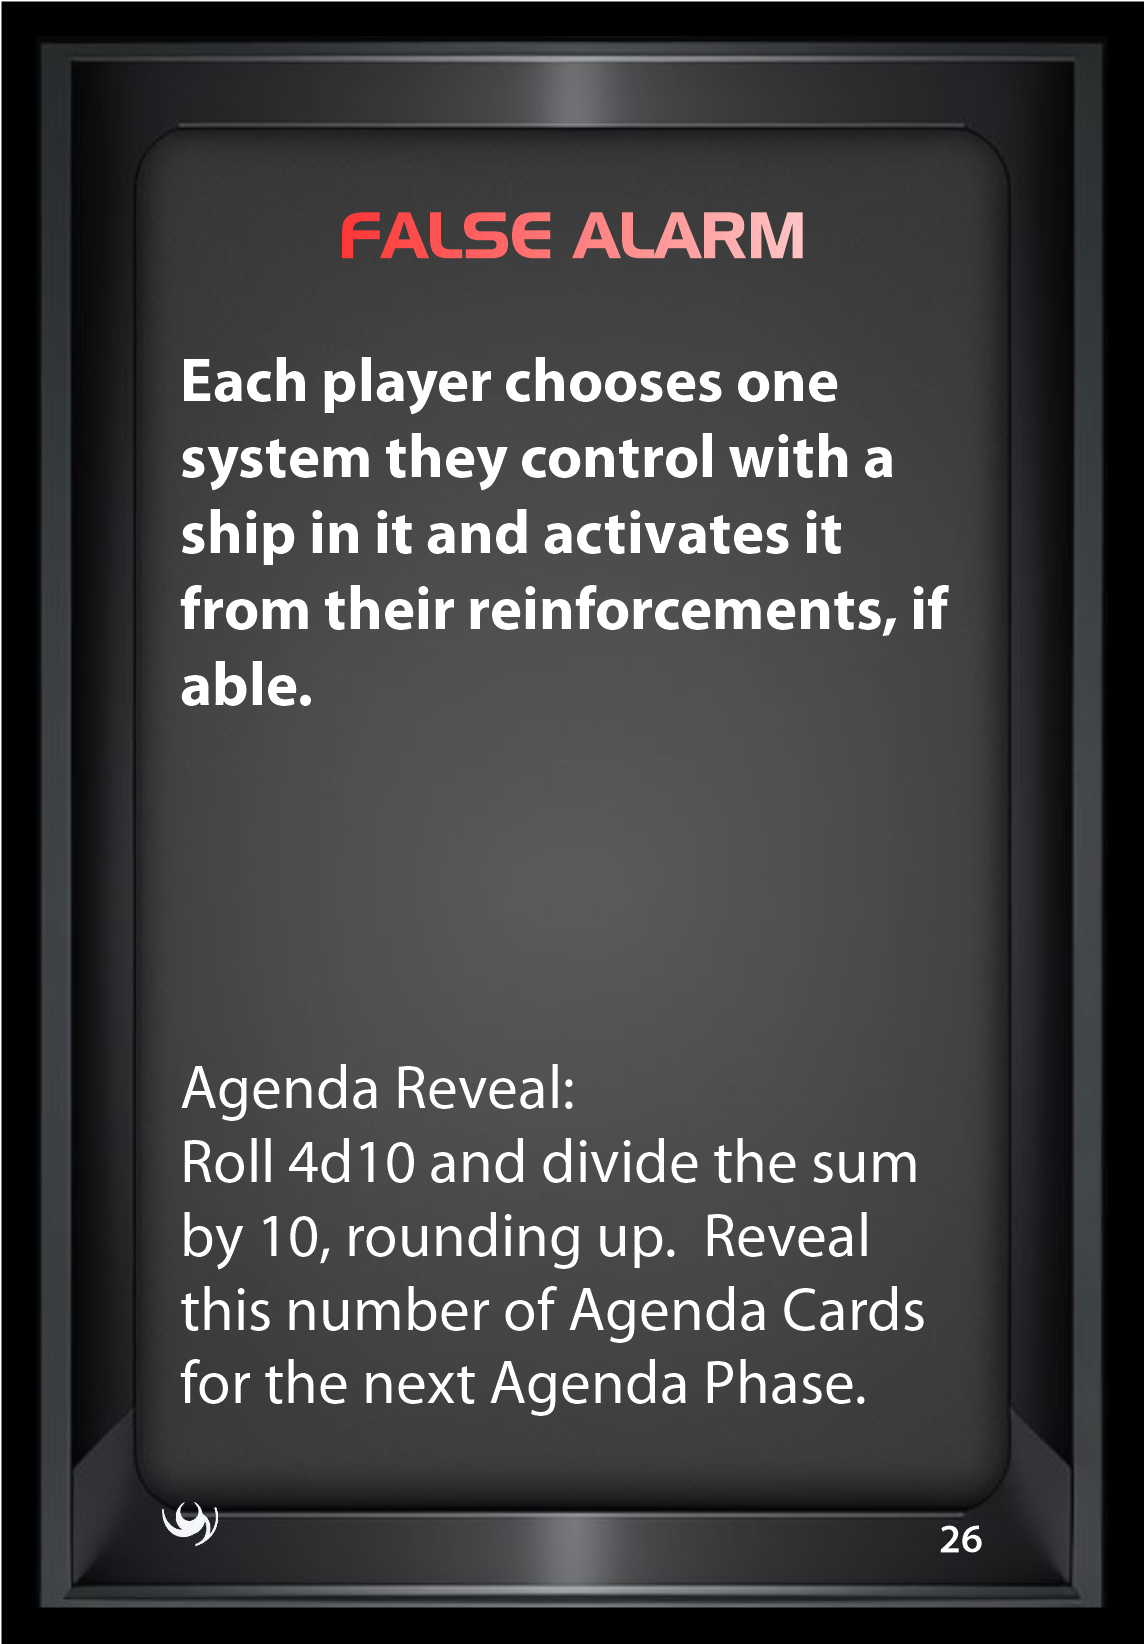 FALSE ALARM
Each player chooses one
system they control with a
ship in it and activates it
from their reinforcements, if
able.
Agenda Reveal:
Roll 4d10 and divide the sum
by 10, rounding up.  Reveal
this number of Agenda Cards
for the next Agenda Phase.
26